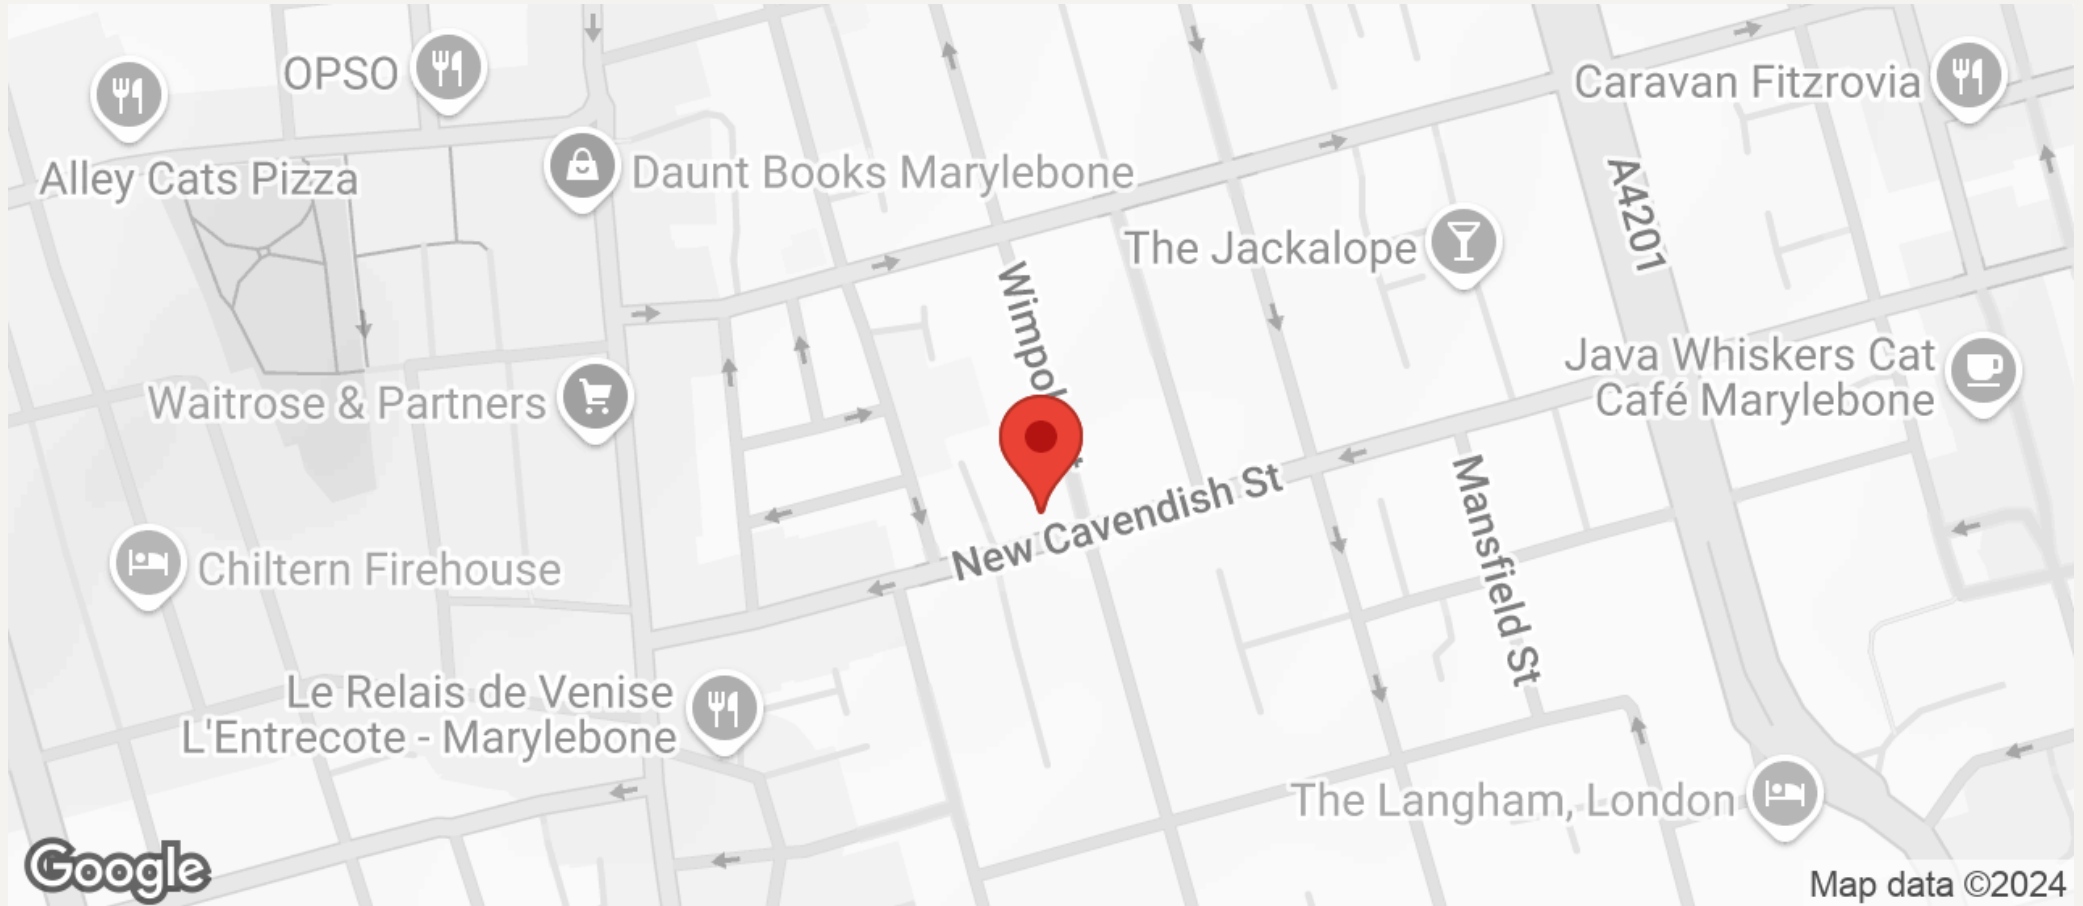 OPSO
Caravan Fitzrovia
Alley Cats Pizza
Daunt Books Marylebone
A4201
The Jackalope
Wimpol
Java Whiskers Cat
Café Marylebone
Waitrose & Partners
New Cavendish St
Mansfield St
Chiltern Firehouse
Le Relais de Venise
L'Entrecote - Marylebone
The Langham, London
Google
Map data ©2024